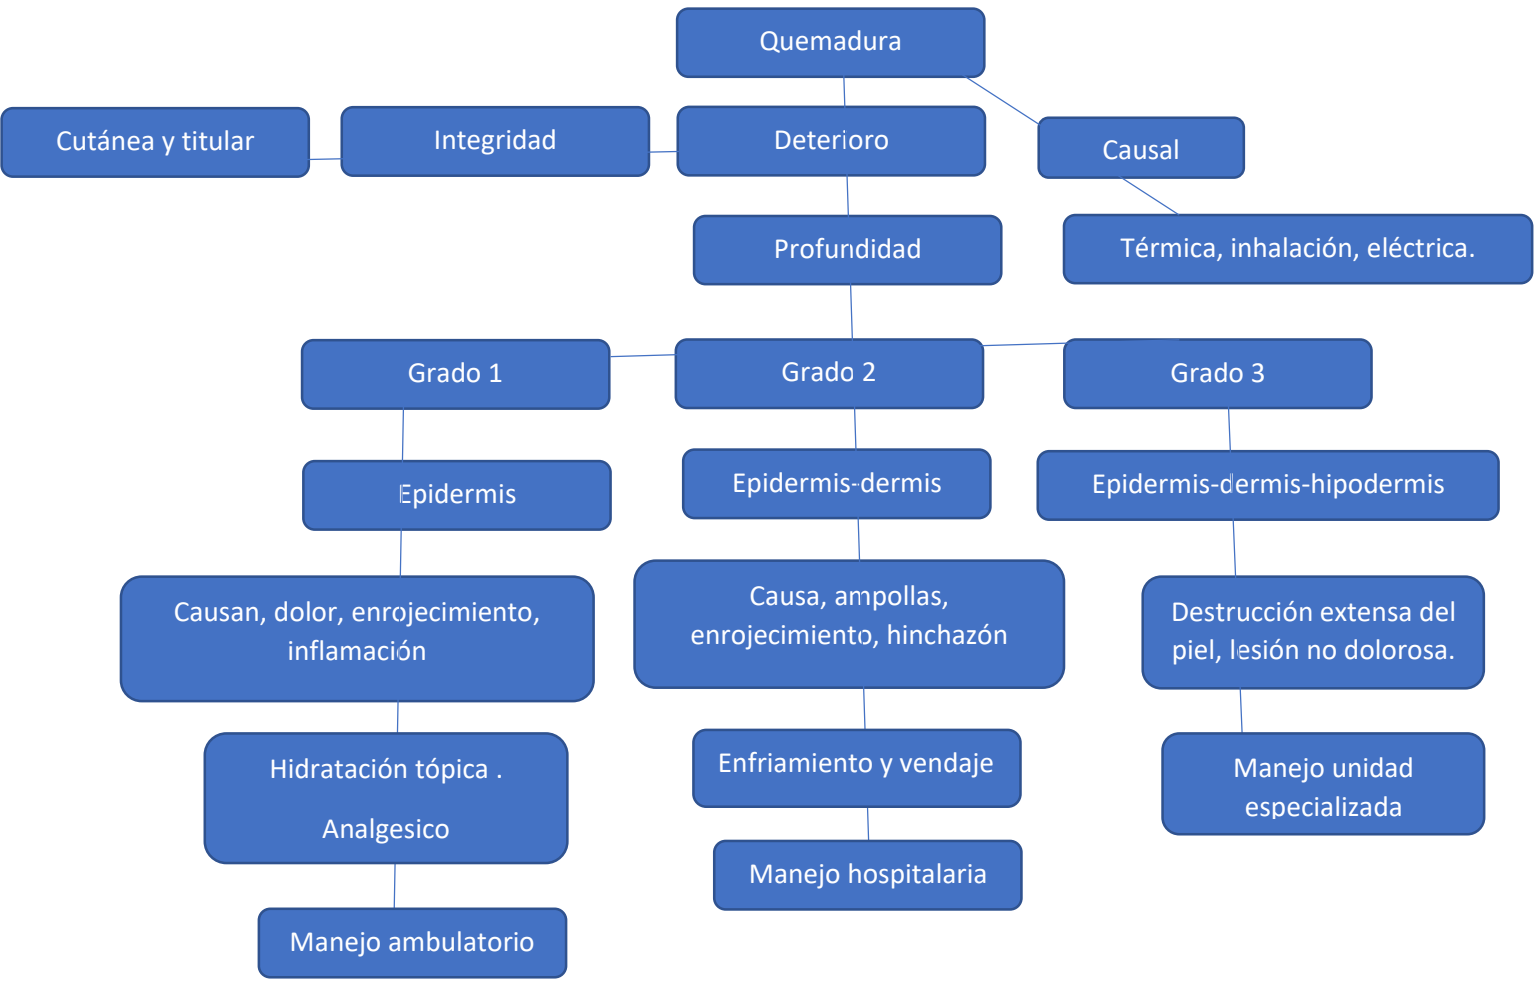 Quemadura
Cutánea y titular
Integridad
Deterioro
Causal
Profundidad
Térmica, inhalación, eléctrica.
Grado 1
Grado 2
Grado 3
Epidermis
Epidermis-dermis
Epidermis-dermis-hipodermis
Causan, dolor, enrojecimiento,
inflamación
Causa, ampollas,
enrojecimiento, hinchazón
Destrucción extensa del
piel, lesión no dolorosa.
Hidratación tópica .
Analgesico
Enfriamiento y vendaje
Manejo unidad
especializada
Manejo hospitalaria
Manejo ambulatorio